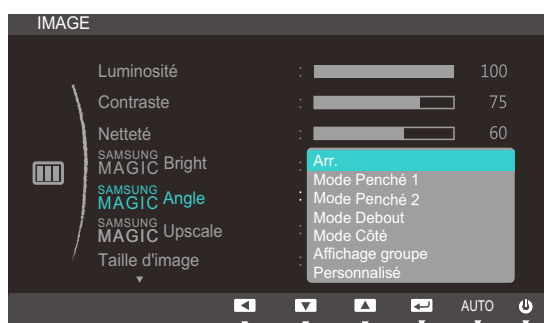 IMAGE
Luminosité : 100
Contraste : 75
Netteté : 60
SAMSUNG MAGIC Bright :
SAMSUNG MAGIC Angle :
SAMSUNG MAGIC Upscale :
Taille d'image :
Arr.
Mode Penché 1
Mode Penché 2
Mode Debout
Mode Côté
Affichage groupe
Personnalisé
AUTO